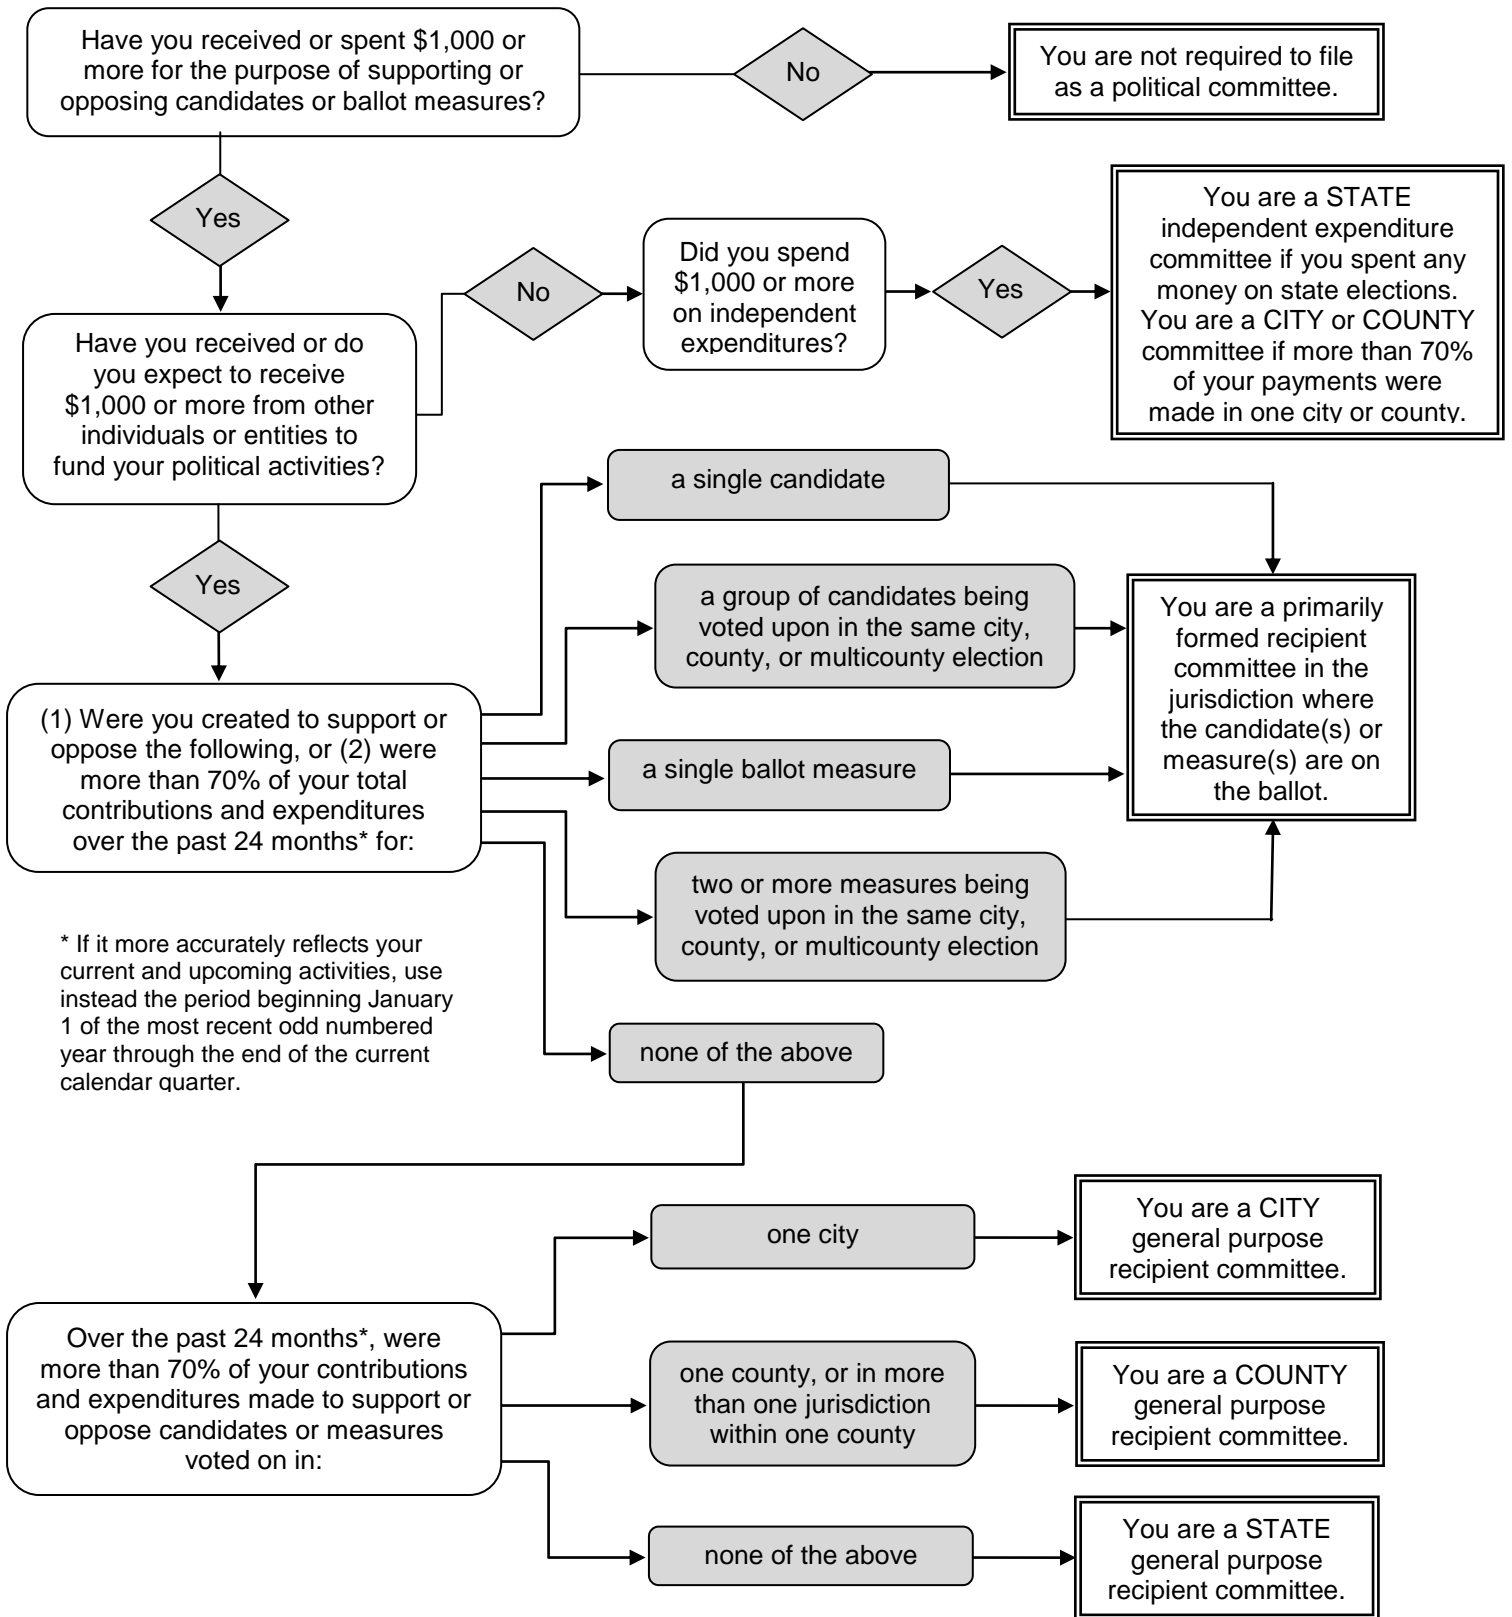 Have you received or spent $1,000 or
more for the purpose of supporting or
opposing candidates or ballot measures?
No
You are not required to file
as a political committee.
Yes
Have you received or do
you expect to receive
$1,000 or more from other
individuals or entities to
fund your political activities?
No
Did you spend
$1,000 or more
on independent
expenditures?
Yes
You are a STATE
independent expenditure
committee if you spent any
money on state elections.
You are a CITY or COUNTY
committee if more than 70%
of your payments were
made in one city or county.
Yes
(1) Were you created to support or
oppose the following, or (2) were
more than 70% of your total
contributions and expenditures
over the past 24 months* for:
a single candidate
a group of candidates being
voted upon in the same city,
county, or multicounty election
a single ballot measure
two or more measures being
voted upon in the same city,
county, or multicounty election
none of the above
You are a primarily
formed recipient
committee in the
jurisdiction where
the candidate(s) or
measure(s) are on
the ballot.
* If it more accurately reflects your
current and upcoming activities, use
instead the period beginning January
1 of the most recent odd numbered
year through the end of the current
calendar quarter.
Over the past 24 months*, were
more than 70% of your contributions
and expenditures made to support or
oppose candidates or measures
voted on in:
one city
You are a CITY
general purpose
recipient committee.
one county, or in more
than one jurisdiction
within one county
You are a COUNTY
general purpose
recipient committee.
none of the above
You are a STATE
general purpose
recipient committee.